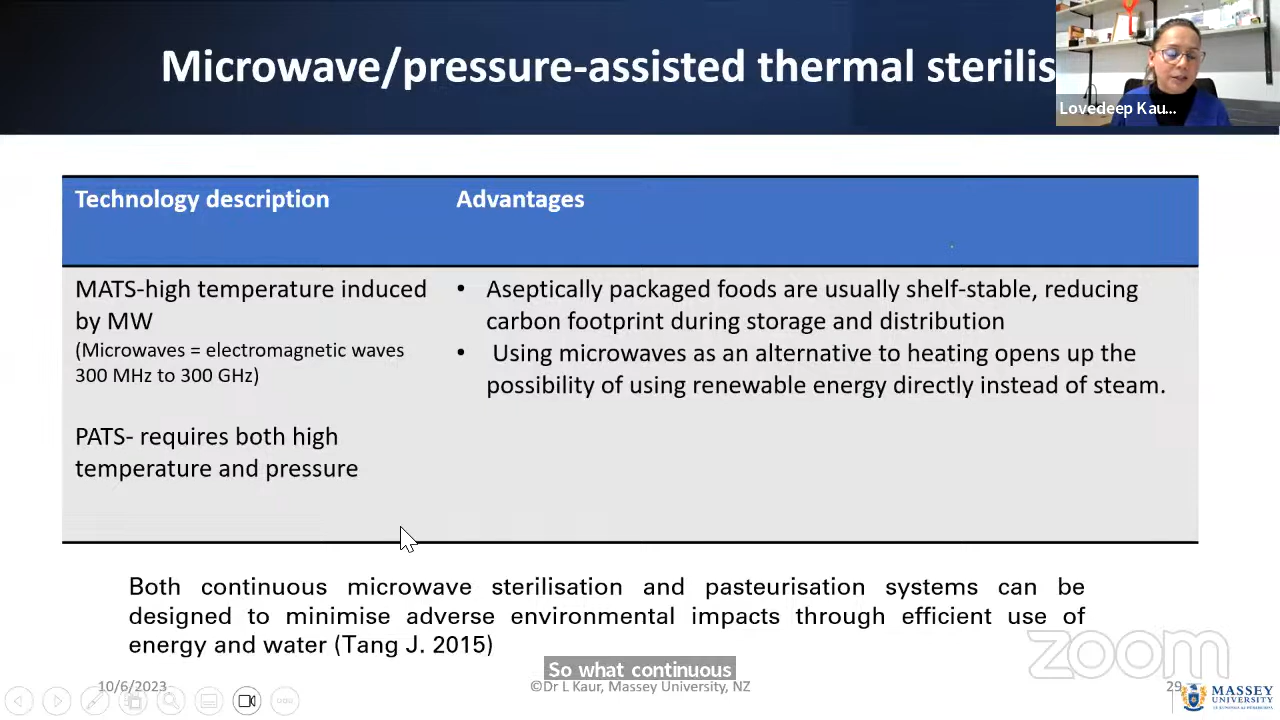 Microwave/pressure-assisted thermal sterilis
Lovedeep Kau...
Technology description
Advantages
MATS-high temperature induced
by MW
(Microwaves = electromagnetic waves
300 MHz to 300 GHz)
PATS- requires both high
temperature and pressure
• Aseptically packaged foods are usually shelf-stable, reducing
carbon footprint during storage and distribution
• Using microwaves as an alternative to heating opens up the
possibility of using renewable energy directly instead of steam.
Both continuous microwave sterilisation and pasteurisation systems can be
designed to minimise adverse environmental impacts through efficient use of
energy and water (Tang J. 2015)
So what continuous
zoom
10/6/2023
©Dr L Kaur, Massey University, NZ
29
MASSEY
UNIVERSITY